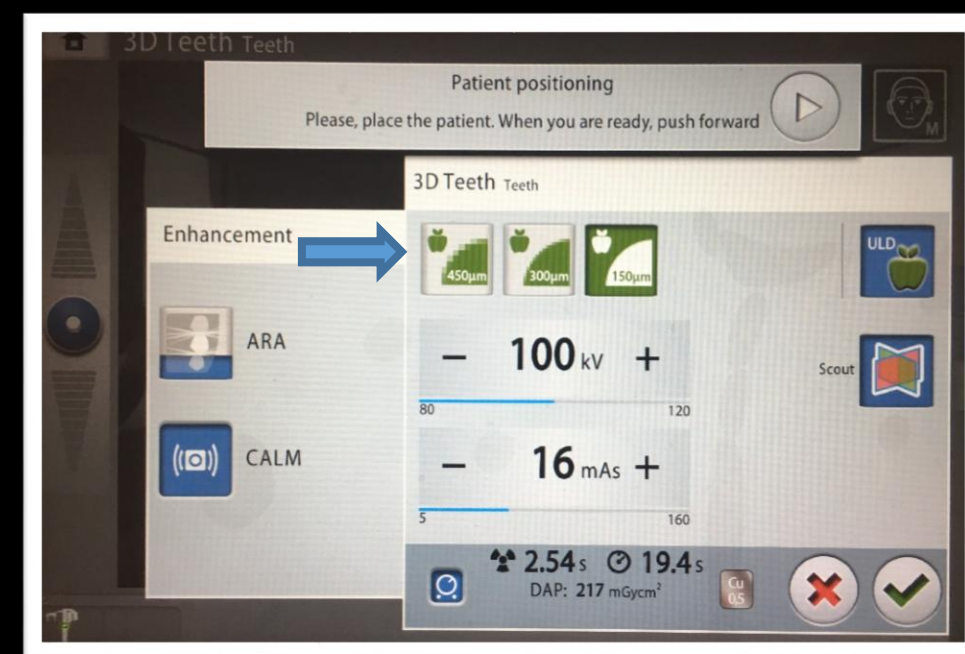 3D Teeth Teeth
Patient positioning
Please, place the patient. When you are ready, push forward
M
3D Teeth Teeth
Enhancement
450µm 300µm 150µm
ULD
ARA
100 kV
Scout
80 120
CALM
16 mAs
5 160
2.54 s 19.4 s
DAP: 217 mGycm²
Cu
0.5